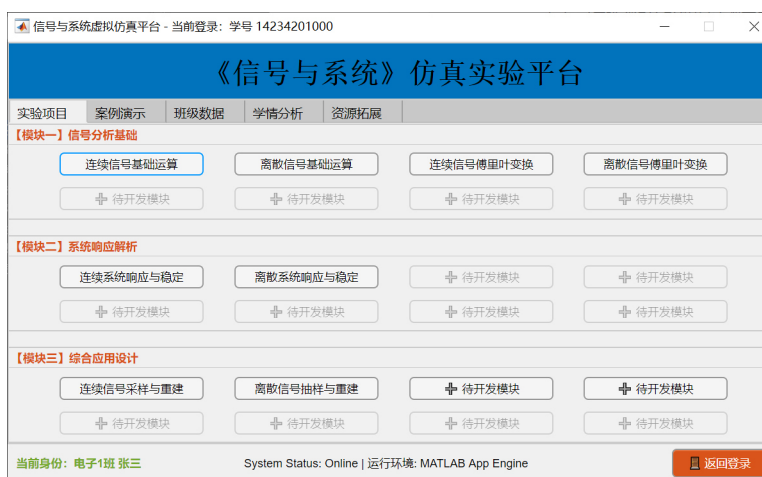 信号与系统虚拟仿真平台 - 当前登录：学号 14234201000
《信号与系统》仿真实验平台
实验项目 案例演示 班级数据 学情分析 资源拓展
【模块一】信号分析基础
连续信号基础运算 离散信号基础运算 连续信号傅里叶变换 离散信号傅里叶变换
待开发模块 待开发模块 待开发模块 待开发模块
【模块二】系统响应解析
连续系统响应与稳定 离散系统响应与稳定 待开发模块 待开发模块
待开发模块 待开发模块 待开发模块 待开发模块
【模块三】综合应用设计
连续信号采样与重建 离散信号抽样与重建 待开发模块 待开发模块
待开发模块 待开发模块 待开发模块 待开发模块
当前身份：电子1班 张三 System Status: Online | 运行环境: MATLAB App Engine 返回登录